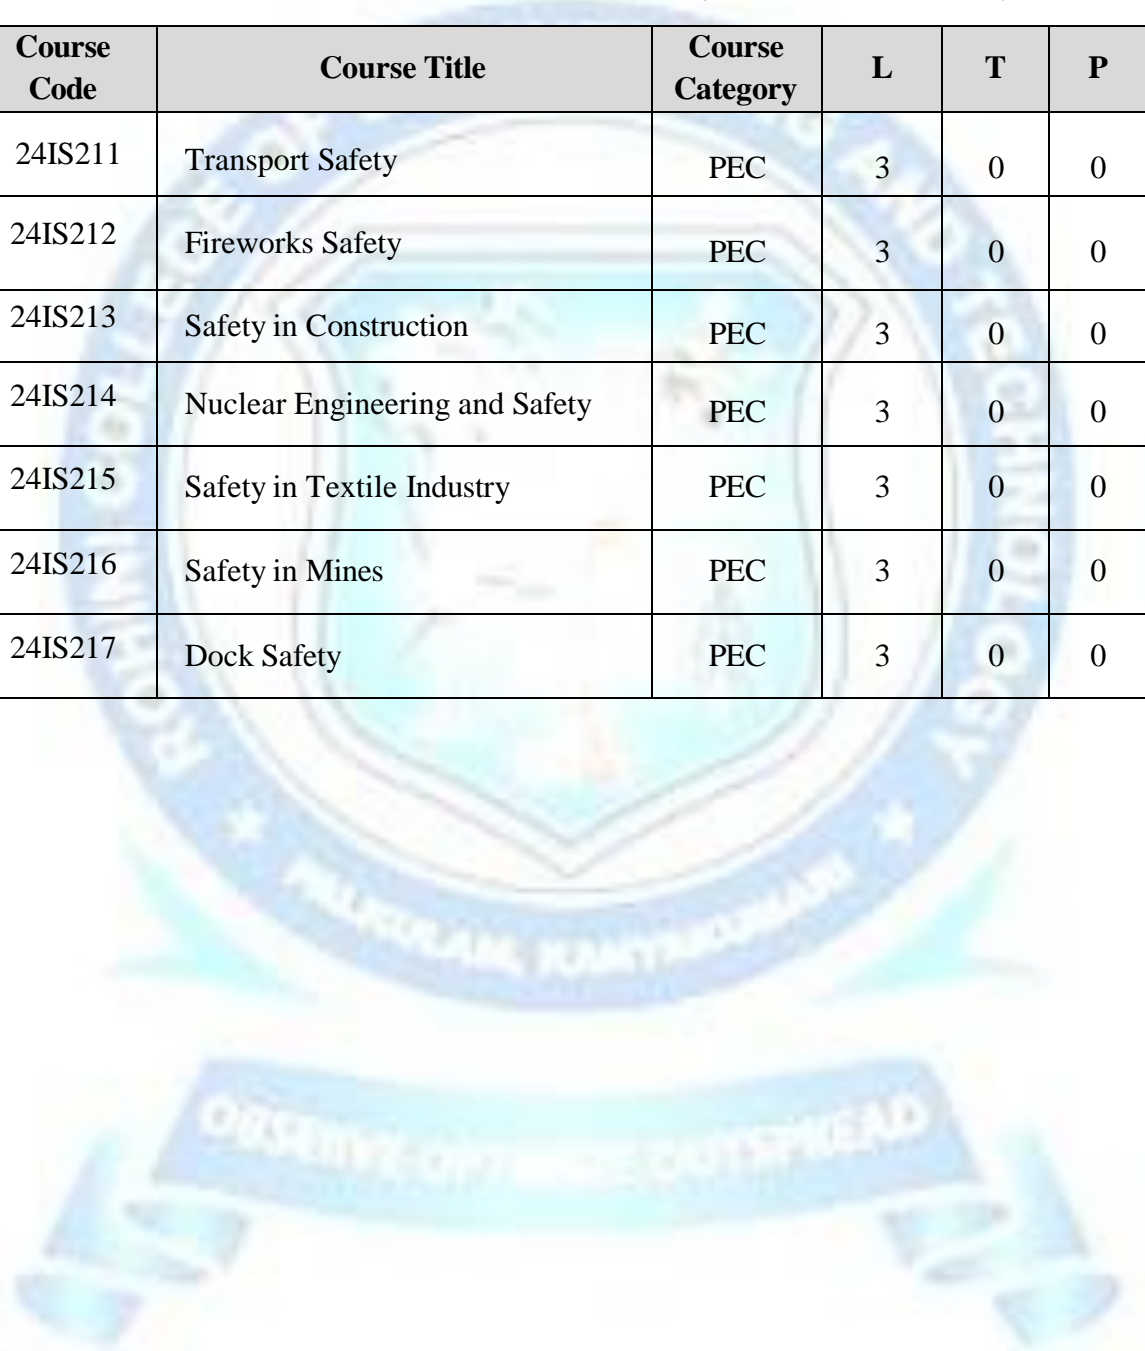 Course Code | Course Title | Course Category | L | T | P
24IS211 | Transport Safety | PEC | 3 | 0 | 0
24IS212 | Fireworks Safety | PEC | 3 | 0 | 0
24IS213 | Safety in Construction | PEC | 3 | 0 | 0
24IS214 | Nuclear Engineering and Safety | PEC | 3 | 0 | 0
24IS215 | Safety in Textile Industry | PEC | 3 | 0 | 0
24IS216 | Safety in Mines | PEC | 3 | 0 | 0
24IS217 | Dock Safety | PEC | 3 | 0 | 0
AND TECHNOLOGY
OUTSPREAD